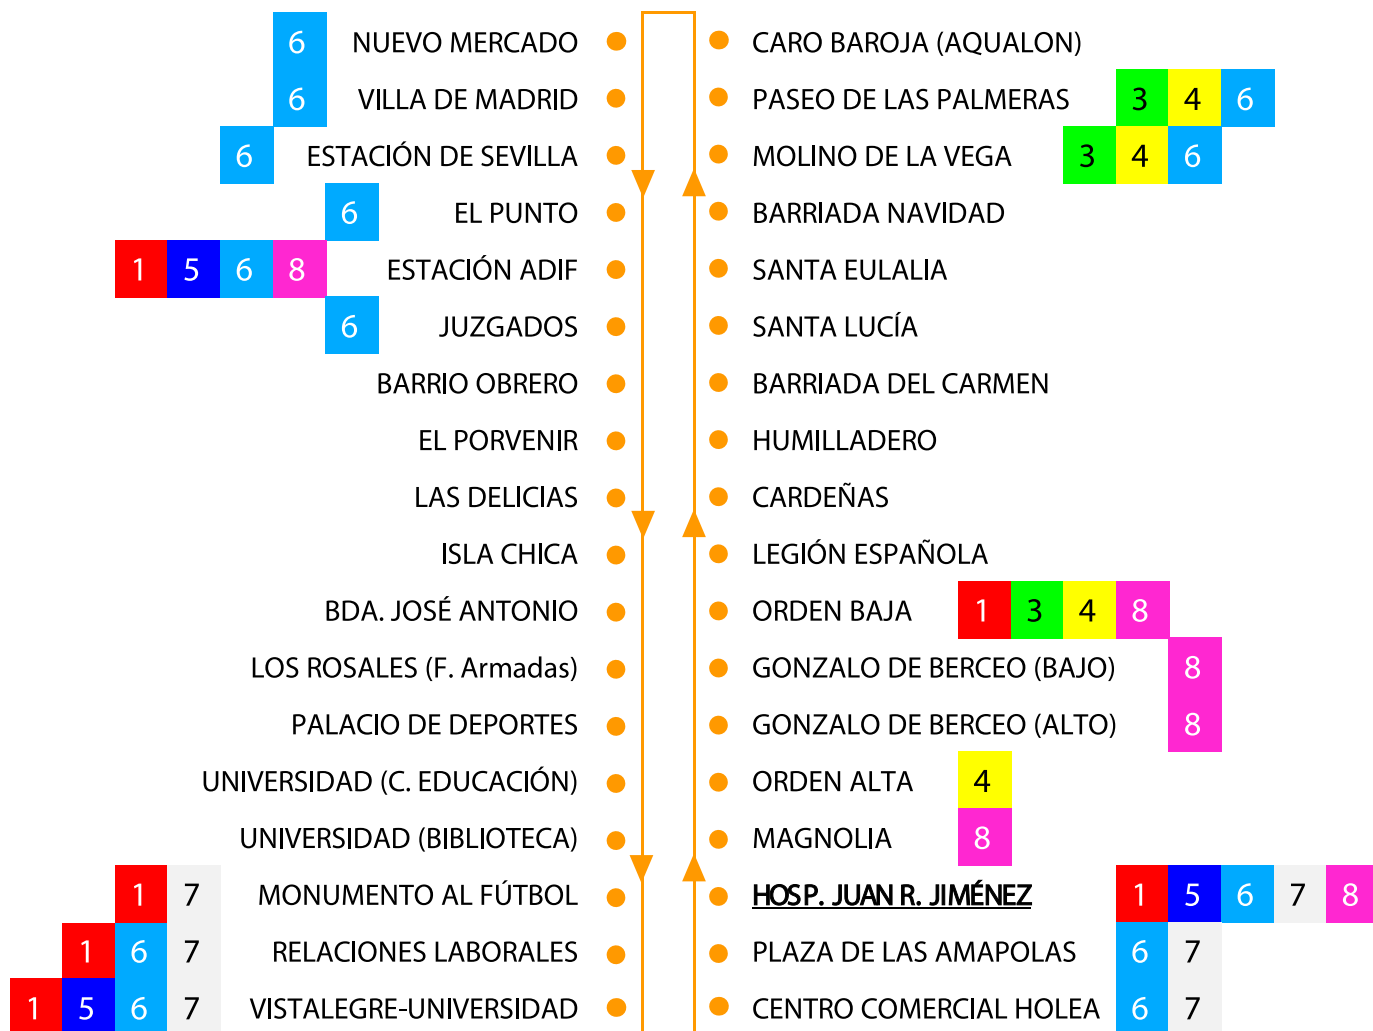 6 NUEVO MERCADO
6 VILLA DE MADRID
6 ESTACIÓN DE SEVILLA
6 EL PUNTO
1 5 6 8 ESTACIÓN ADIF
6 JUZGADOS
BARRIO OBRERO
EL PORVENIR
LAS DELICIAS
ISLA CHICA
BDA. JOSÉ ANTONIO
LOS ROSALES (F. Armadas)
PALACIO DE DEPORTES
UNIVERSIDAD (C. EDUCACIÓN)
UNIVERSIDAD (BIBLIOTECA)
1 7 MONUMENTO AL FÚTBOL
1 6 7 RELACIONES LABORALES
1 5 6 7 VISTALEGRE-UNIVERSIDAD
CARO BAROJA (AQUALON)
PASEO DE LAS PALMERAS 3 4 6
MOLINO DE LA VEGA 3 4 6
BARRIADA NAVIDAD
SANTA EULALIA
SANTA LUCÍA
BARRIADA DEL CARMEN
HUMILLADERO
CARDEÑAS
LEGIÓN ESPAÑOLA
ORDEN BAJA 1 3 4 8
GONZALO DE BERCEO (BAJO) 8
GONZALO DE BERCEO (ALTO) 8
ORDEN ALTA 4
MAGNOLIA 8
HOSP. JUAN R. JIMÉNEZ 1 5 6 7 8
PLAZA DE LAS AMAPOLAS 6 7
CENTRO COMERCIAL HOLEA 6 7